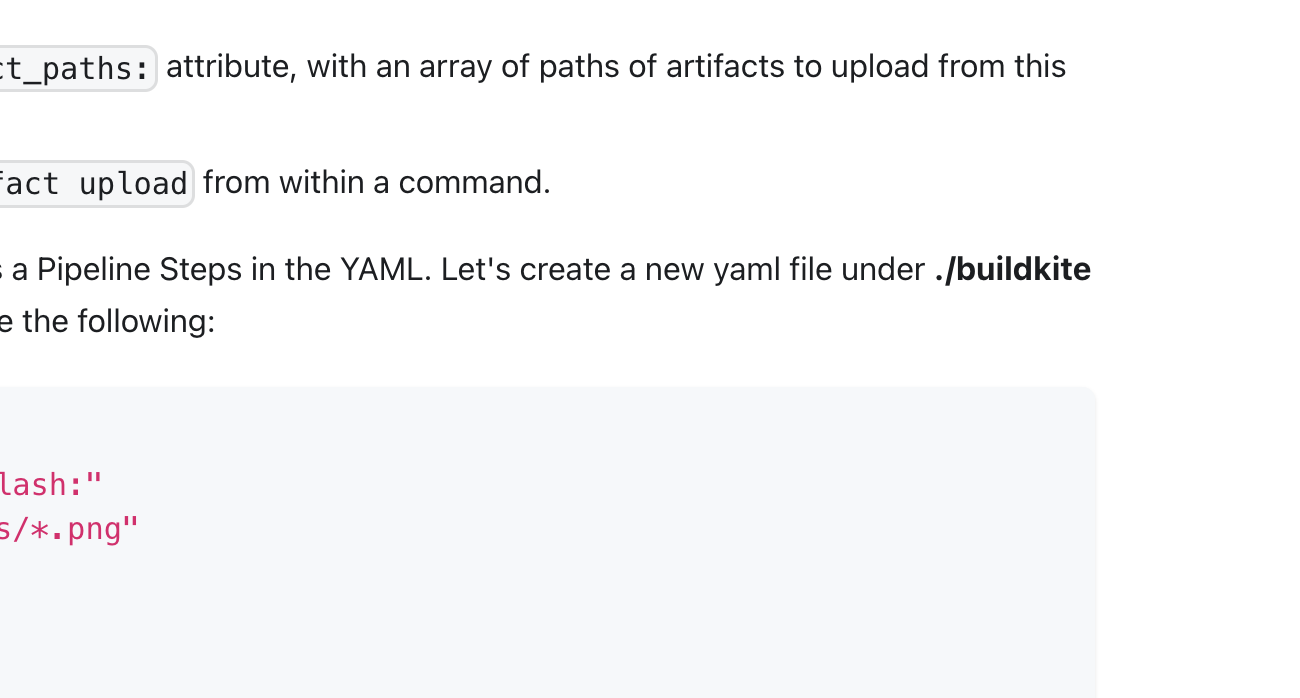 ct_paths: attribute, with an array of paths of artifacts to upload from this
fact upload from within a command.
s a Pipeline Steps in the YAML. Let's create a new yaml file under ./buildkite
e the following:
lash:"
s/*.png"